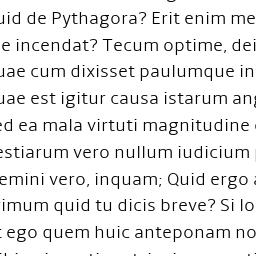 uid de Pythagora? Erit enim me
e incendat? Tecum optime, dei
uae cum dixisset paulumque in
uae est igitur causa istarum an
ed ea mala virtuti magnitudine
estiarum vero nullum iudicium
emini vero, inquam; Quid ergo a
imum quid tu dicis breve? Si lo
ego quem huic anteponam no